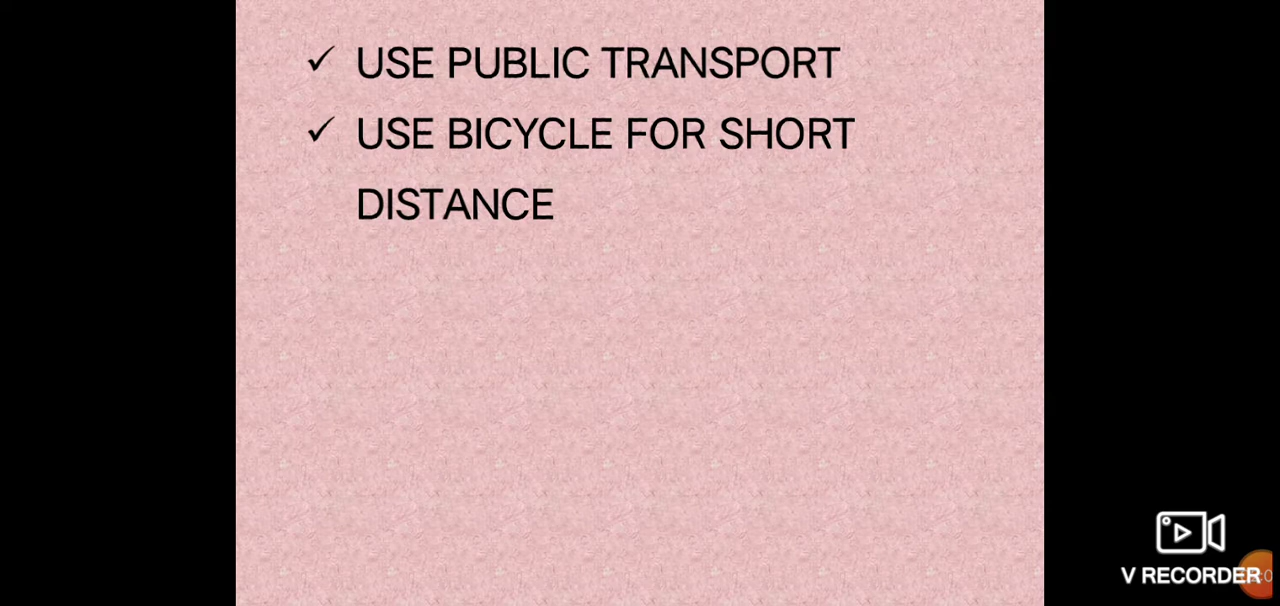 ✓ USE PUBLIC TRANSPORT
✓ USE BICYCLE FOR SHORT
DISTANCE
V RECORDER